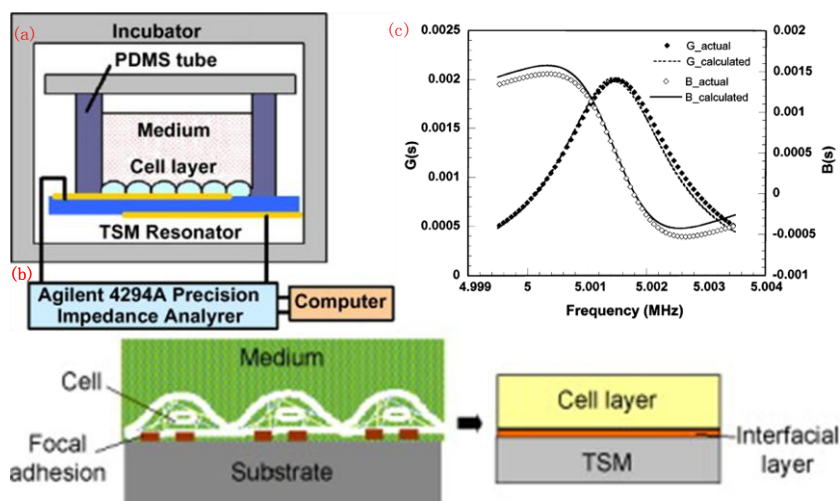 (a)
Incubator
PDMS tube
Medium
Cell layer
TSM Resonator
(b)
Agilent 4294A Precision
Impedance Analyrer
Computer
(c)
0.0025
0.002
0.0015
0.001
0.0005
0
G(s)
0.002
0.0015
0.001
0.0005
0
-0.0005
-0.001
B(s)
G_actual
G_calculated
B_actual
B_calculated
4.999 5 5.001 5.002 5.003 5.004
Frequency (MHz)
Medium
Cell
Focal
adhesion
Substrate
Cell layer
Interfacial
layer
TSM